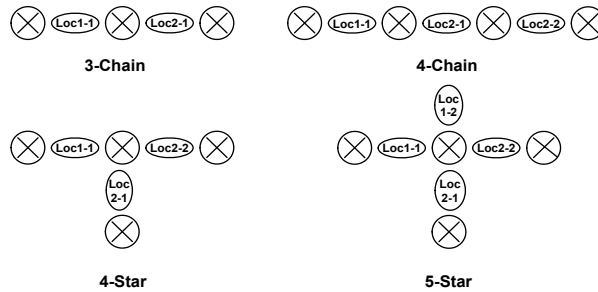 Loc1-1 Loc2-1 Loc1-1 Loc2-1 Loc2-2
3-Chain 4-Chain
Loc
1-2
Loc1-1 Loc2-2 Loc1-1 Loc2-2
Loc
2-1
Loc
2-1
4-Star 5-Star